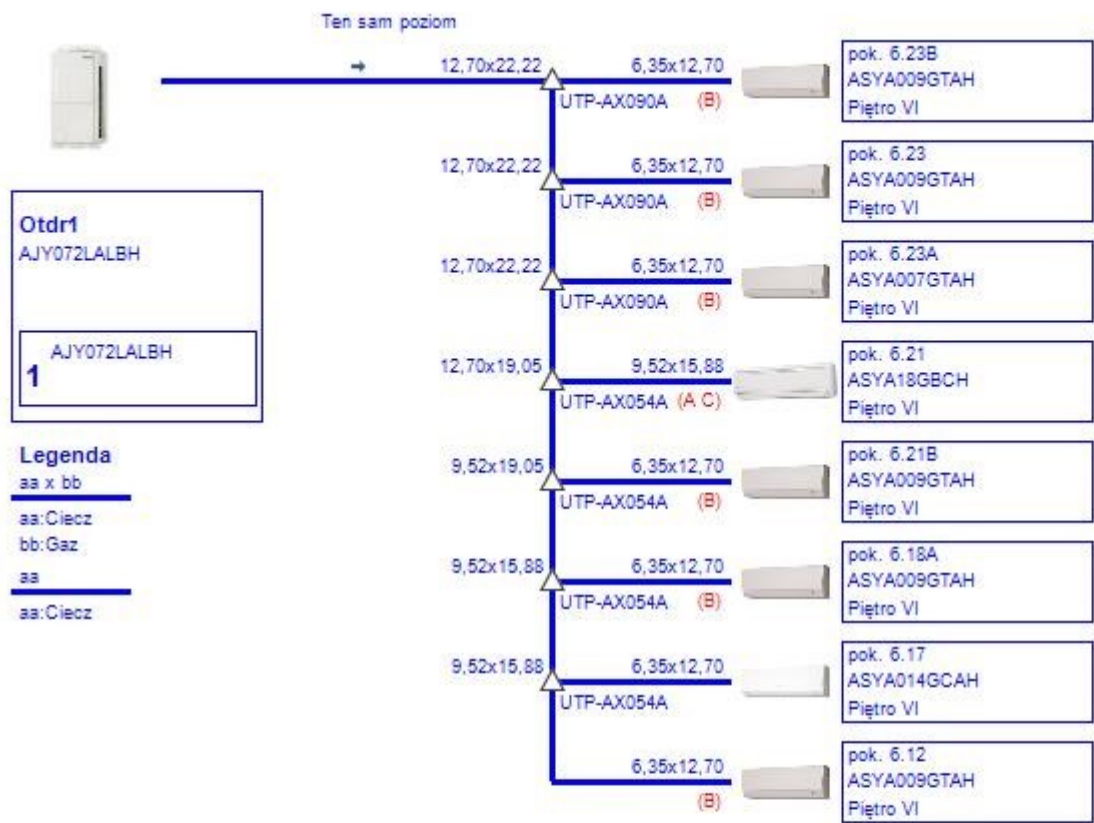 Ten sam poziom
12,70x22,22
6,35x12,70
UTP-AX090A
(B)
pok. 6.23B
ASYA009GTAH
Piętro VI
12,70x22,22
6,35x12,70
UTP-AX090A
(B)
pok. 6.23
ASYA009GTAH
Piętro VI
Otdr1
AJY072LALBH
12,70x22,22
6,35x12,70
UTP-AX090A
(B)
pok. 6.23A
ASYA007GTAH
Piętro VI
AJY072LALBH
1
12,70x19,05
9,52x15,88
UTP-AX054A
(A C)
pok. 6.21
ASYA18GBCH
Piętro VI
Legenda
aa x bb
aa:Ciecz
bb:Gaz
aa
aa:Ciecz
9,52x19,05
6,35x12,70
UTP-AX054A
(B)
pok. 6.21B
ASYA009GTAH
Piętro VI
9,52x15,88
6,35x12,70
UTP-AX054A
(B)
pok. 6.18A
ASYA009GTAH
Piętro VI
9,52x15,88
6,35x12,70
UTP-AX054A
pok. 6.17
ASYA014GCAH
Piętro VI
6,35x12,70
(B)
pok. 6.12
ASYA009GTAH
Piętro VI